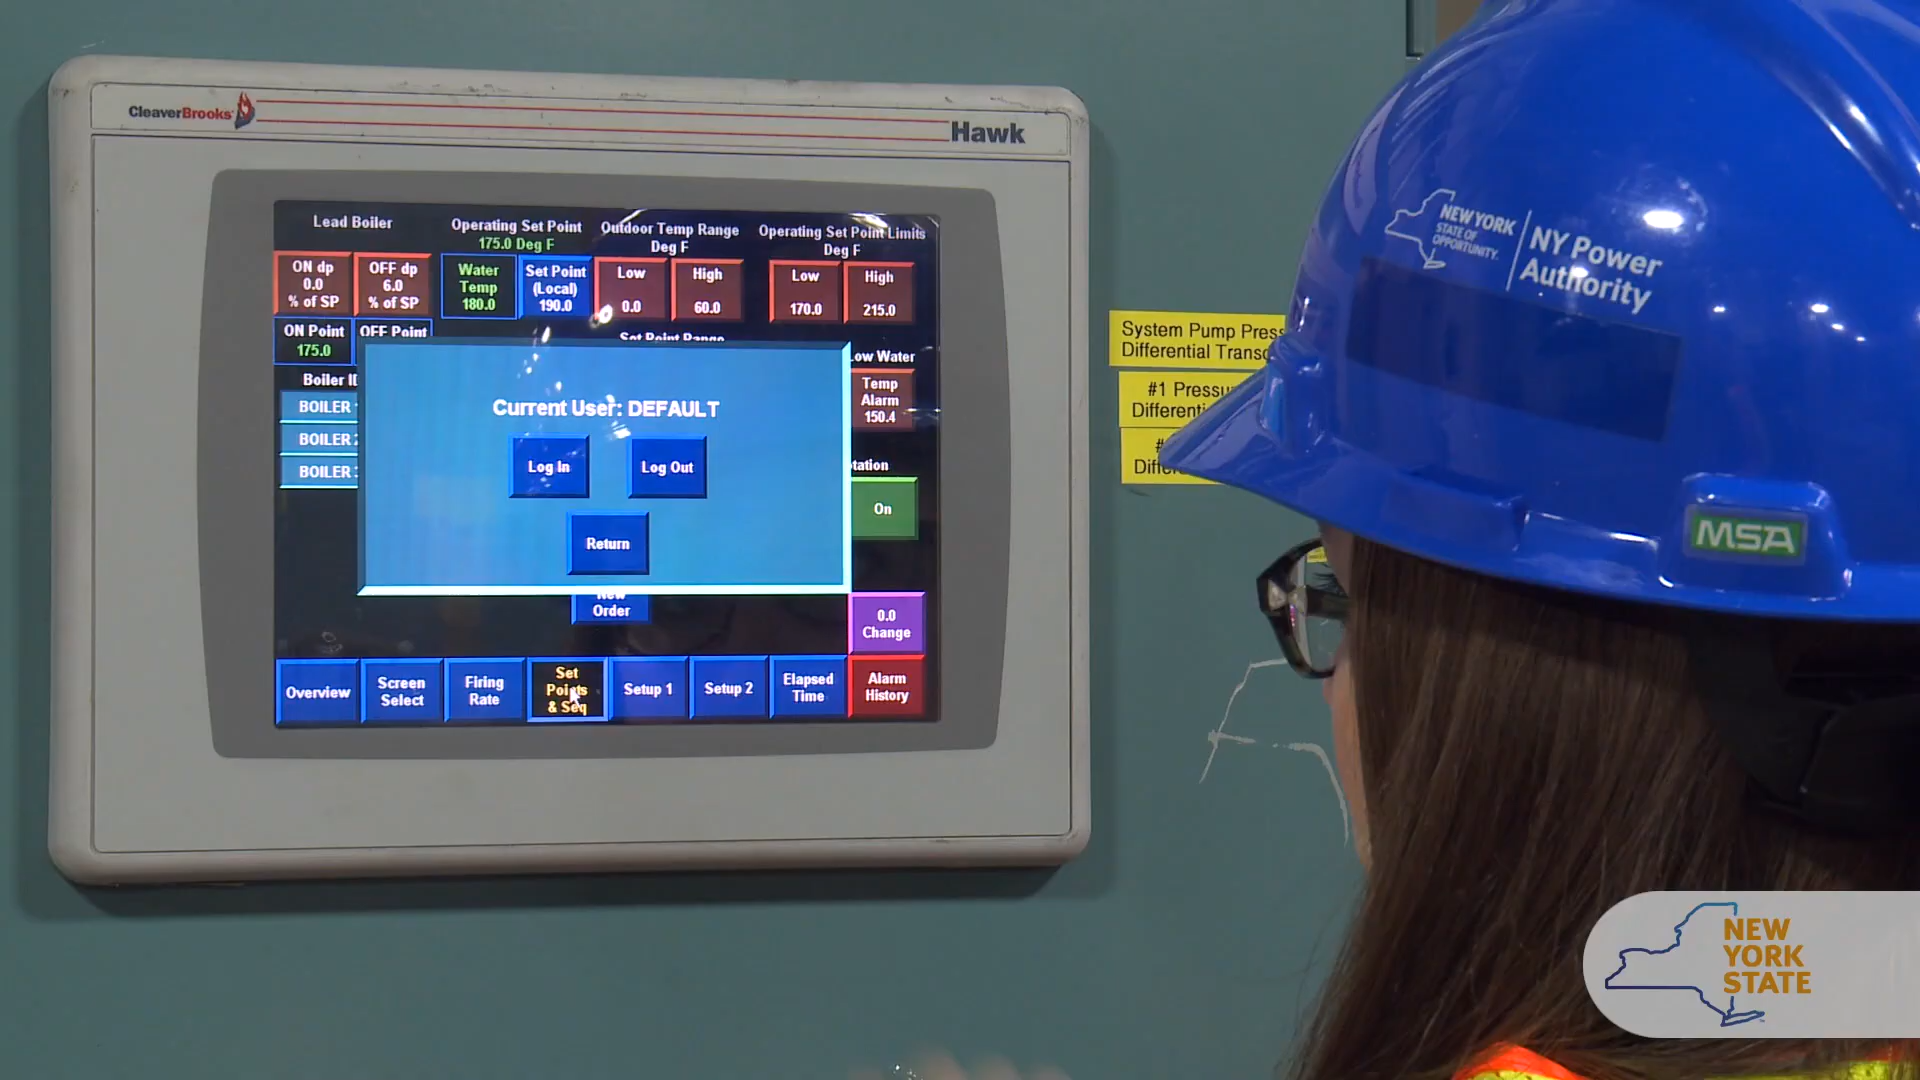 CleaverBrooks
Hawk
Lead Boiler
Operating Set Point
175.0 Deg F
Outdoor Temp Range
Deg F
Operating Set Point Limits
Deg F
ON dp
0.0
% of SP
OFF dp
6.0
% of SP
Water
Temp
180.0
Set Point
(Local)
190.0
Low
0.0
High
60.0
Low
170.0
High
215.0
ON Point
175.0
OFF Point
Set Point Range
Low Water
Temp
Alarm
150.4
Boiler
BOILER
BOILER
BOILER
Current User: DEFAULT
Log In
Log Out
Return
On
New
Order
0.0
Change
Overview
Screen
Select
Firing
Rate
Set
Points
& Seq
Setup 1
Setup 2
Elapsed
Time
Alarm
History
System Pump
Differential
#1
NEW YORK
STATE OF
OPPORTUNITY.
NY Power
Authority
MSA
NEW
YORK
STATE